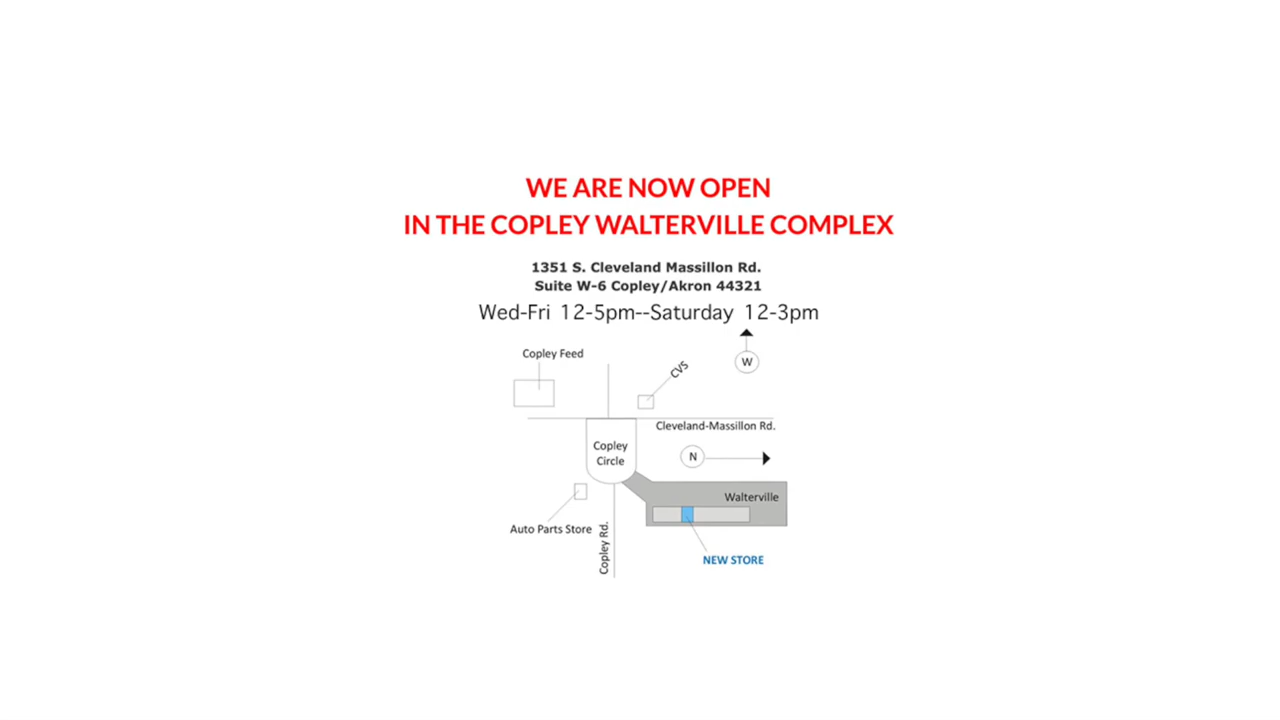 WE ARE NOW OPEN
IN THE COPLEY WALTERVILLE COMPLEX
1351 S. Cleveland Massillon Rd.
Suite W-6 Copley/Akron 44321
Wed-Fri 12-5pm--Saturday 12-3pm
Copley Feed
CVS
W
Cleveland-Massillon Rd.
Copley
Circle
N
Walterville
Auto Parts Store
Copley Rd.
NEW STORE